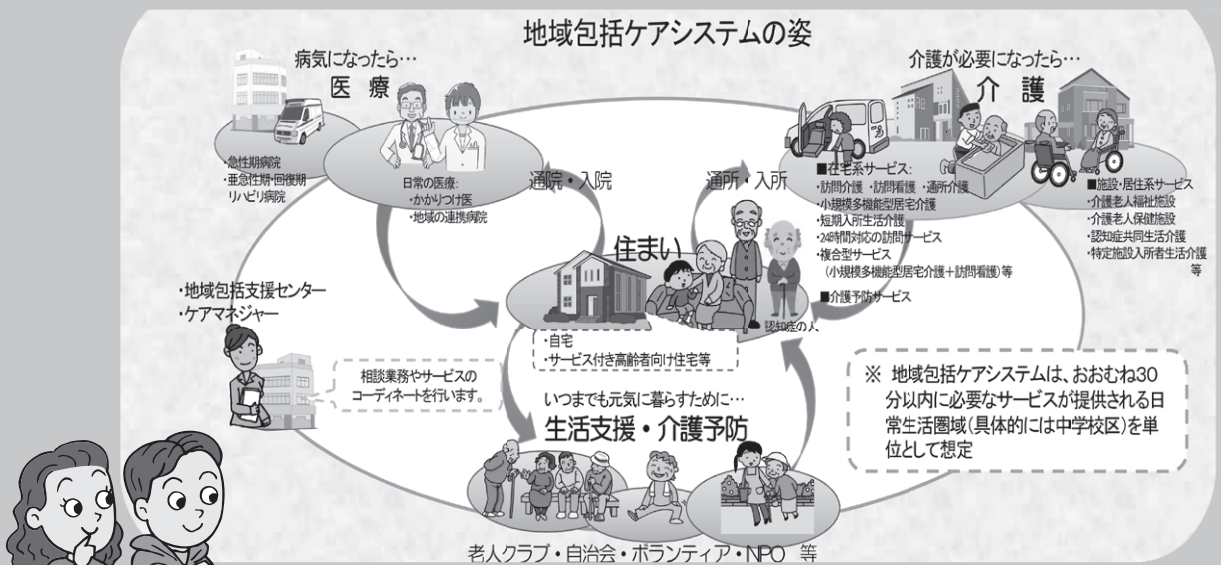 地域包括ケアシステムの姿
病気になったら…
医療
・急性期病院
・亜急性期・回復期
リハビリ病院
日常の医療:
・かかりつけ医
・地域の連携病院
通院・入院
通所・入所
介護が必要になったら…
介護
■在宅系サービス:
・訪問介護 ・訪問看護 ・通所介護
・小規模多機能型居宅介護
・短期入所生活介護
・24時間対応の訪問サービス
・複合型サービス
(小規模多機能型居宅介護+訪問看護)等
■介護予防サービス
■施設・居住系サービス
・介護老人福祉施設
・介護老人保健施設
・認知症共同生活介護
・特定施設入所者生活介護
等
住まい
認知症の人
・自宅
・サービス付き高齢者向け住宅等
・地域包括支援センター
・ケアマネジャー
相談業務やサービスの
コーディネートを行います。
いつまでも元気に暮らすために…
生活支援・介護予防
老人クラブ・自治会・ボランティア・NPO 等
※ 地域包括ケアシステムは、おおむね30
分以内に必要なサービスが提供される日
常生活圏域(具体的には中学校区)を単
位として想定